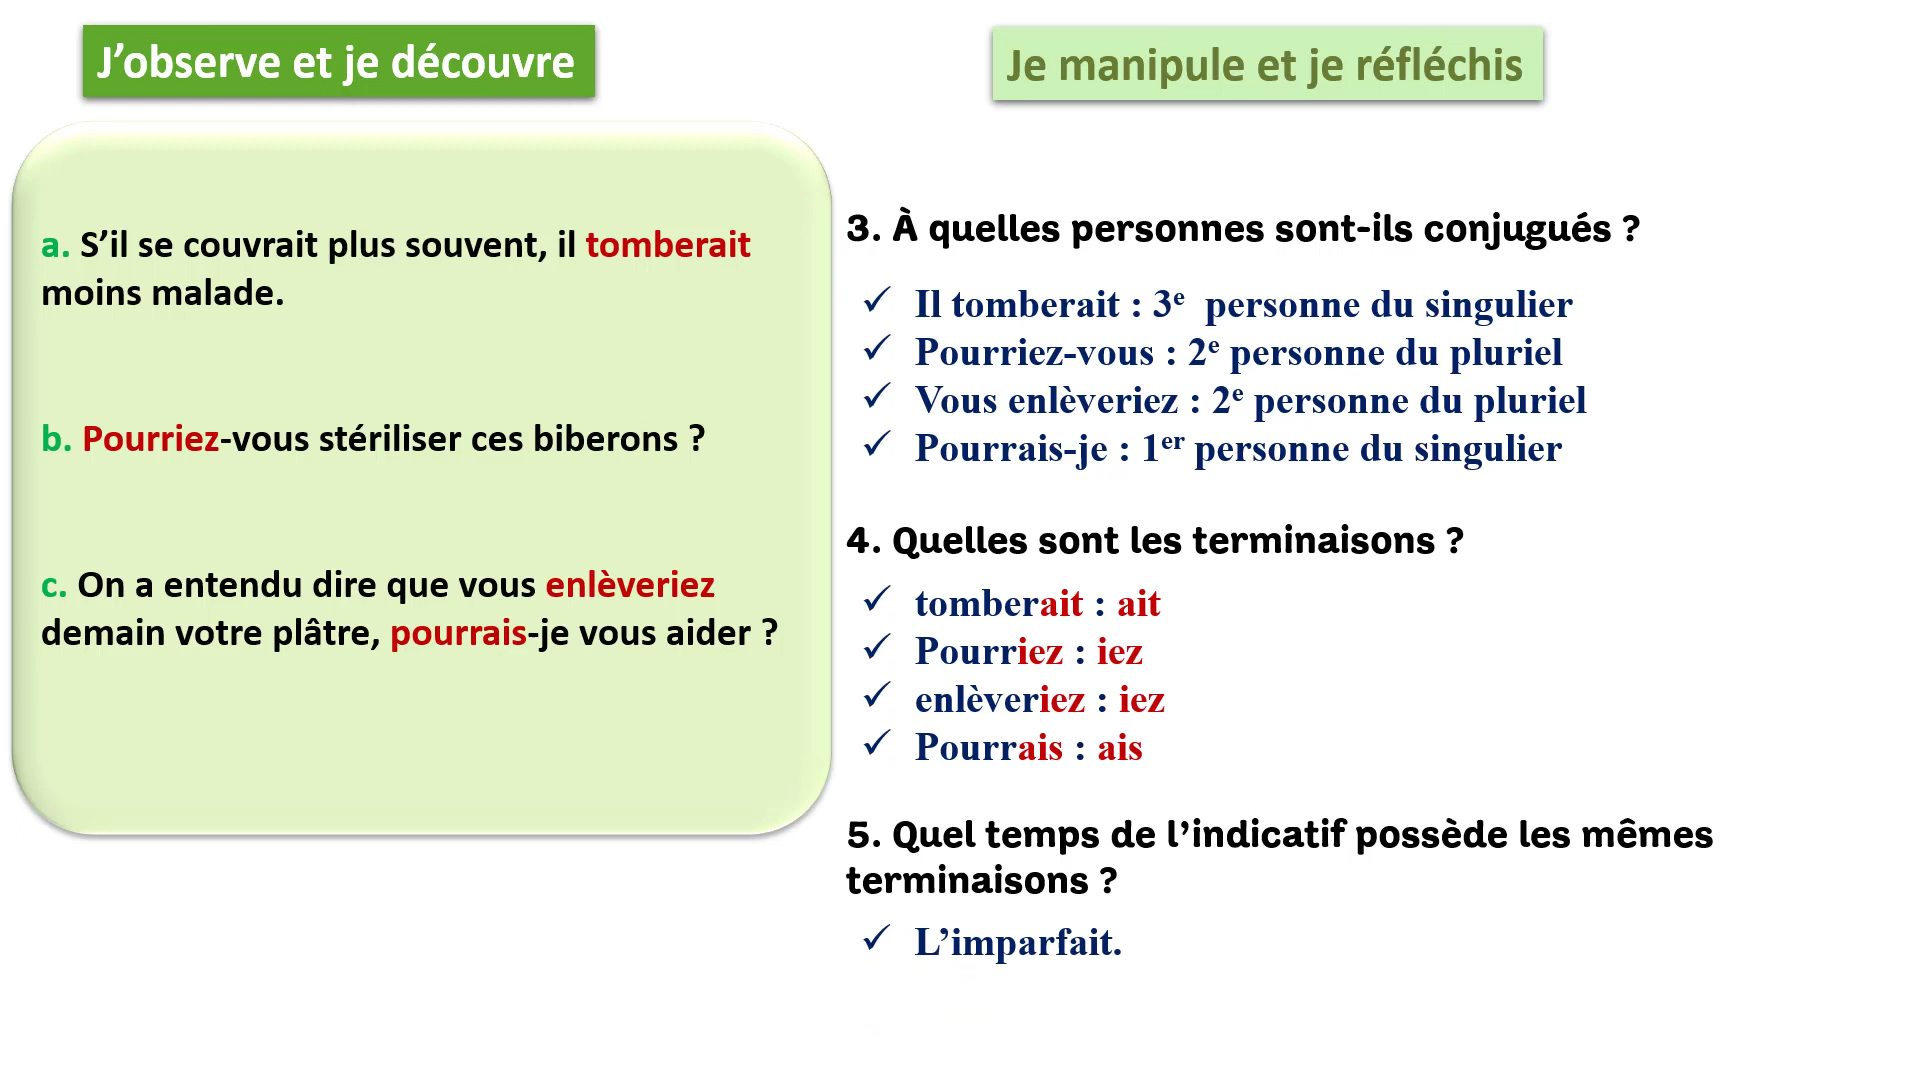 J’observe et je découvre
a. S’il se couvrait plus souvent, il tomberait
moins malade.
b. Pourriez-vous stériliser ces biberons ?
c. On a entendu dire que vous enlèveriez
demain votre plâtre, pourrais-je vous aider ?
Je manipule et je réfléchis
3. À quelles personnes sont-ils conjugués ?
✓ Il tomberait : 3e personne du singulier
✓ Pourriez-vous : 2e personne du pluriel
✓ Vous enlèveriez : 2e personne du pluriel
✓ Pourrais-je : 1er personne du singulier
4. Quelles sont les terminaisons ?
✓ tomberait : ait
✓ Pourriez : iez
✓ enlèveriez : iez
✓ Pourrais : ais
5. Quel temps de l’indicatif possède les mêmes
terminaisons ?
✓ L’imparfait.